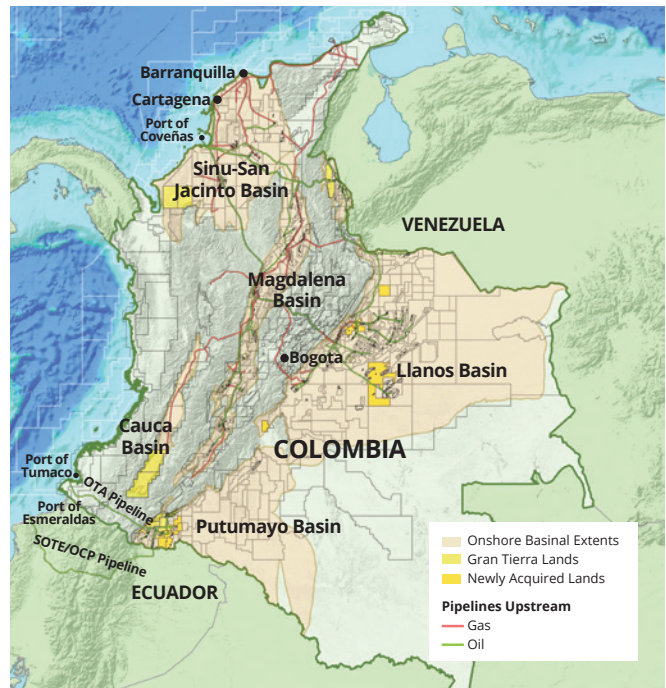 Barranquilla
Cartagena
Port of
Coveñas
Sinu-San
Jacinto Basin
VENEZUELA
Magdalena
Basin
Bogota
Llanos Basin
Cauca
Basin
COLOMBIA
Port of
Tumaco
OTA Pipeline
Port of
Esmeraldas
Putumayo Basin
SOTE/OCP Pipeline
ECUADOR
Onshore Basinal Extents
Gran Tierra Lands
Newly Acquired Lands
Pipelines Upstream
Gas
Oil